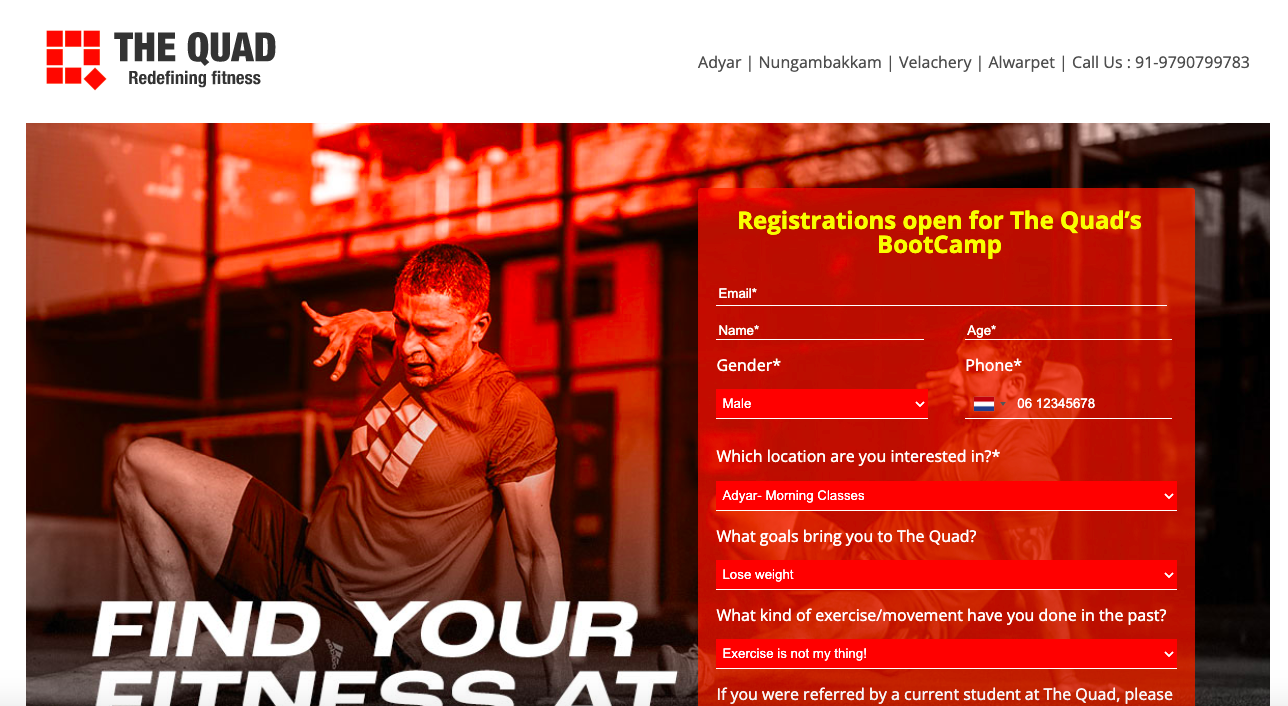 THE QUAD
Redefining fitness
Adyar | Nungambakkam | Velachery | Alwarpet | Call Us : 91-9790799783
Registrations open for The Quad’s
BootCamp
Email*
Name*
Age*
Gender*
Phone*
Male
06 12345678
Which location are you interested in?*
Adyar- Morning Classes
What goals bring you to The Quad?
Lose weight
What kind of exercise/movement have you done in the past?
Exercise is not my thing!
If you were referred by a current student at The Quad, please
FIND YOUR
FITNESS AT